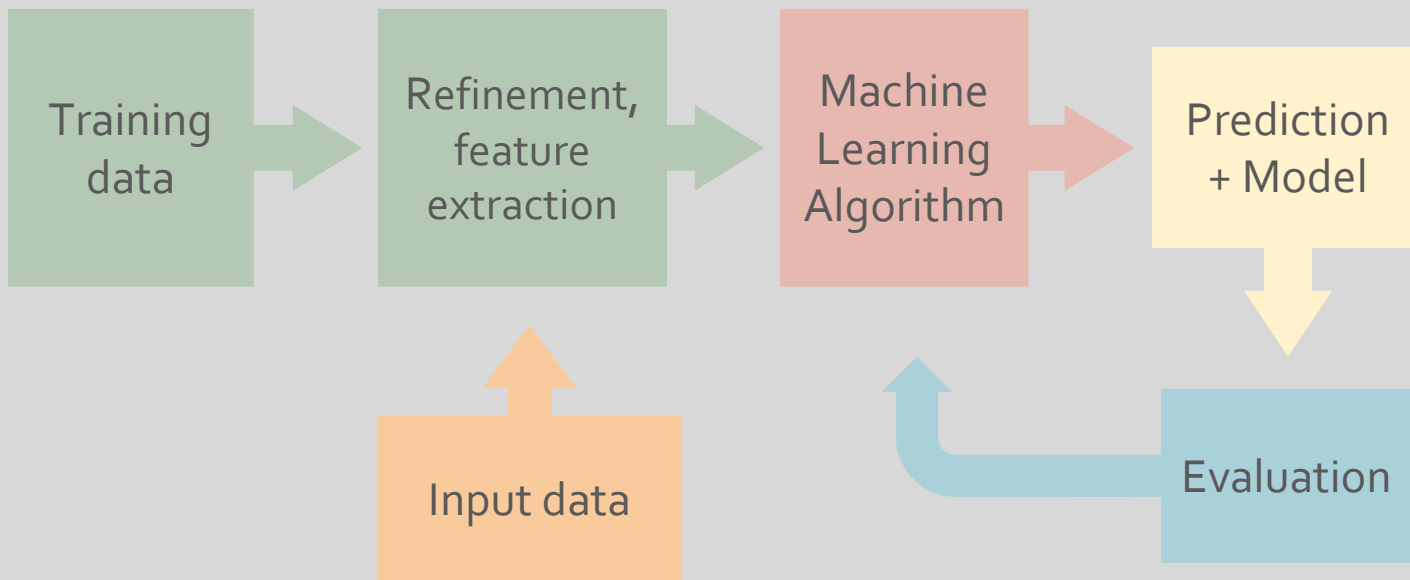 Training
data
Refinement,
feature
extraction
Machine
Learning
Algorithm
Prediction
+ Model
Input data
Evaluation